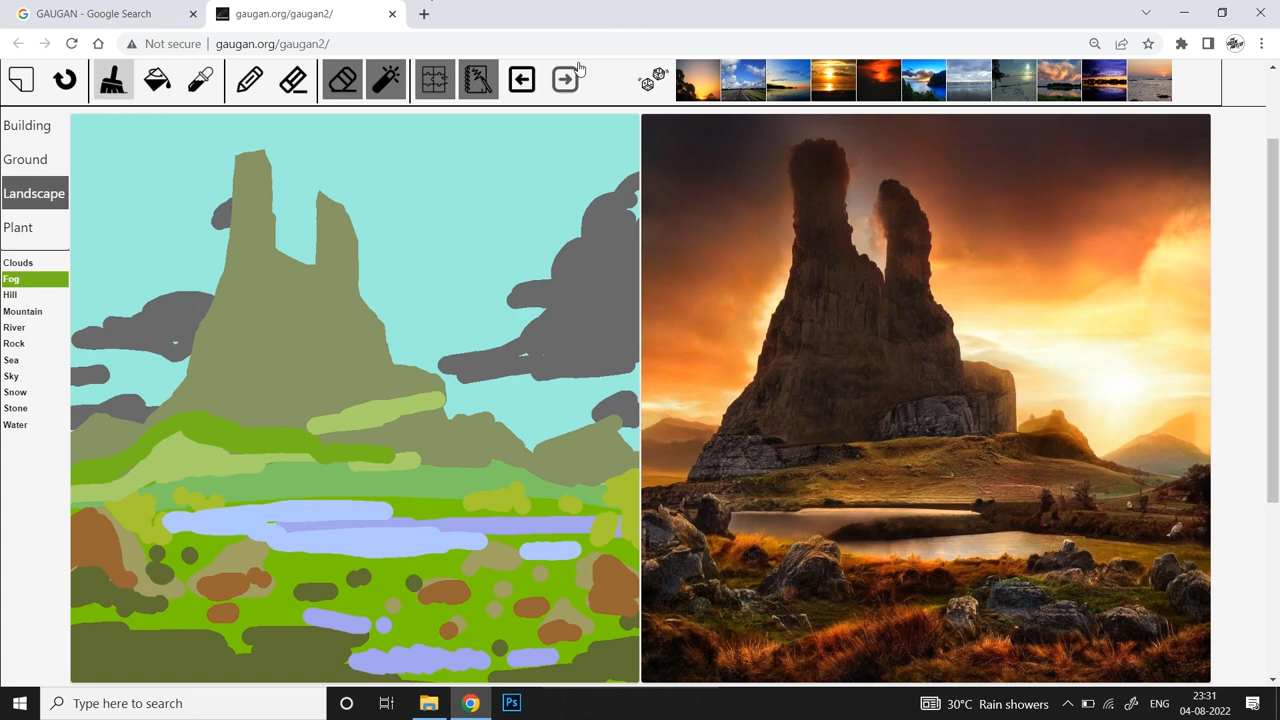 GAUGAN - Google Search
gaugan.org/gaugan2/
Not secure
gaugan.org/gaugan2/
Building
Ground
Landscape
Plant
Clouds
Fog
Hill
Mountain
River
Rock
Sea
Sky
Snow
Stone
Water
Type here to search
Ps
30°C Rain showers
ENG
23:31
04-08-2022